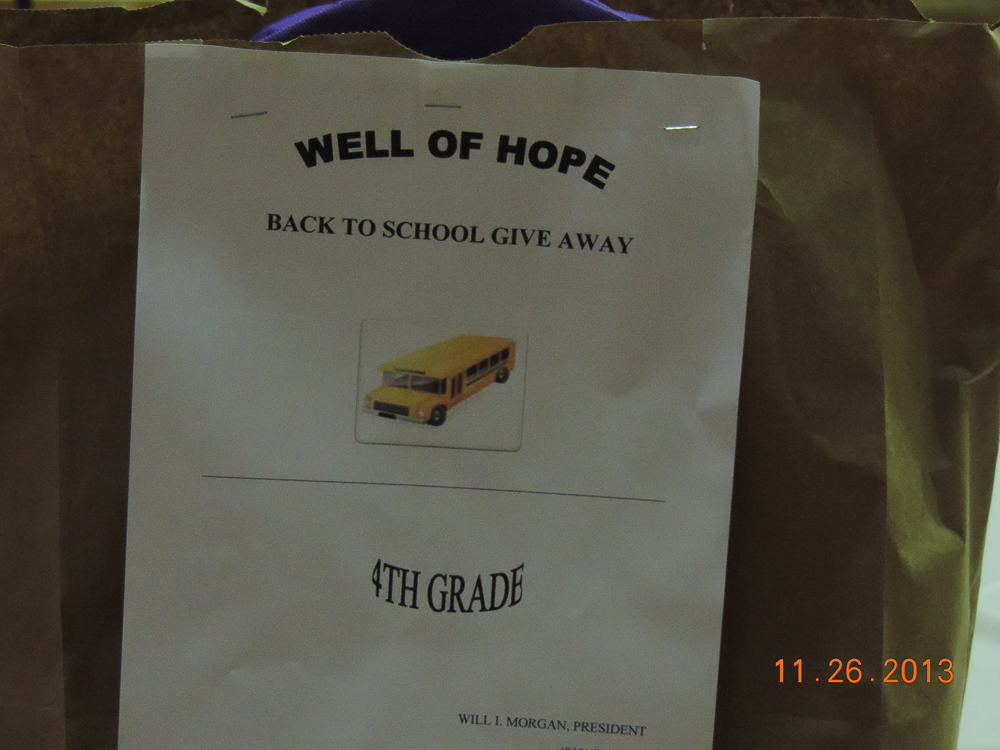 WELL OF HOPE
BACK TO SCHOOL GIVE AWAY
4TH GRADE
WILL I. MORGAN, PRESIDENT
11.26.2013